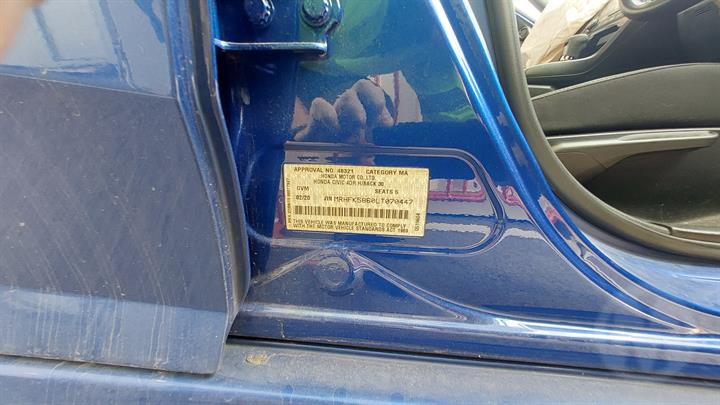 APPROVAL NO. 48321 CATEGORY MA
HONDA MOTOR CO., LTD.
HONDA CIVIC 4DR H/BACK
GVM SEATS 5
02/20 VIN MRHFK5860LT070447
THIS VEHICLE WAS MANUFACTURED TO COMPLY
WITH THE MOTOR VEHICLE STANDARDS ACT 1989